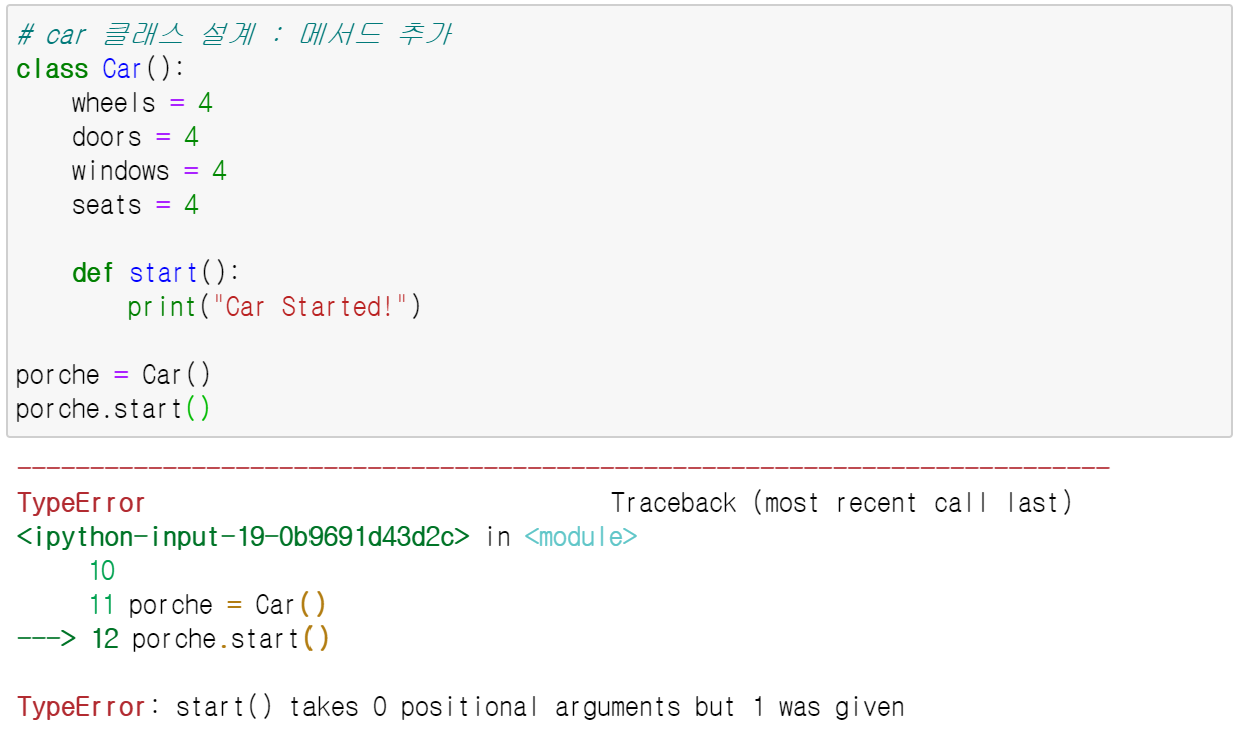 # car 클래스 설계 : 메서드 추가
class Car():
    wheels = 4
    doors = 4
    windows = 4
    seats = 4

    def start():
        print("Car Started!")

porche = Car()
porche.start()
---------------------------------------------------------------------------
TypeError                                 Traceback (most recent call last)
<ipython-input-19-0b9691d43d2c> in <module>
     10
     11 porche = Car()
---> 12 porche.start()

TypeError: start() takes 0 positional arguments but 1 was given